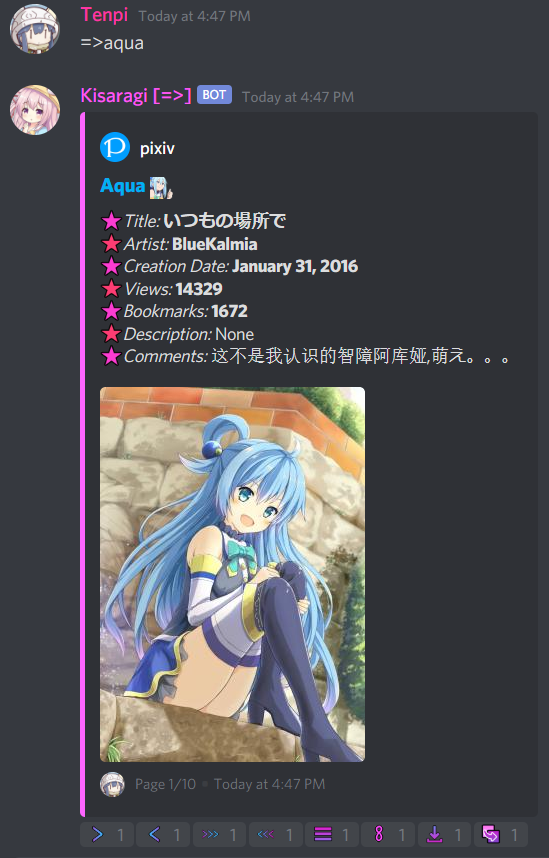 Tenpi Today at 4:47 PM
=>aqua
Kisaragi [=>] BOT Today at 4:47 PM
pixiv
Aqua
Title: いつもの場所で
Artist: BlueKalmia
Creation Date: January 31, 2016
Views: 14329
Bookmarks: 1672
Description: None
Comments: 这不是我认识的智障阿库娅,萌え。。。
Page 1/10 • Today at 4:47 PM
1 1 1 1 1 1 1 1